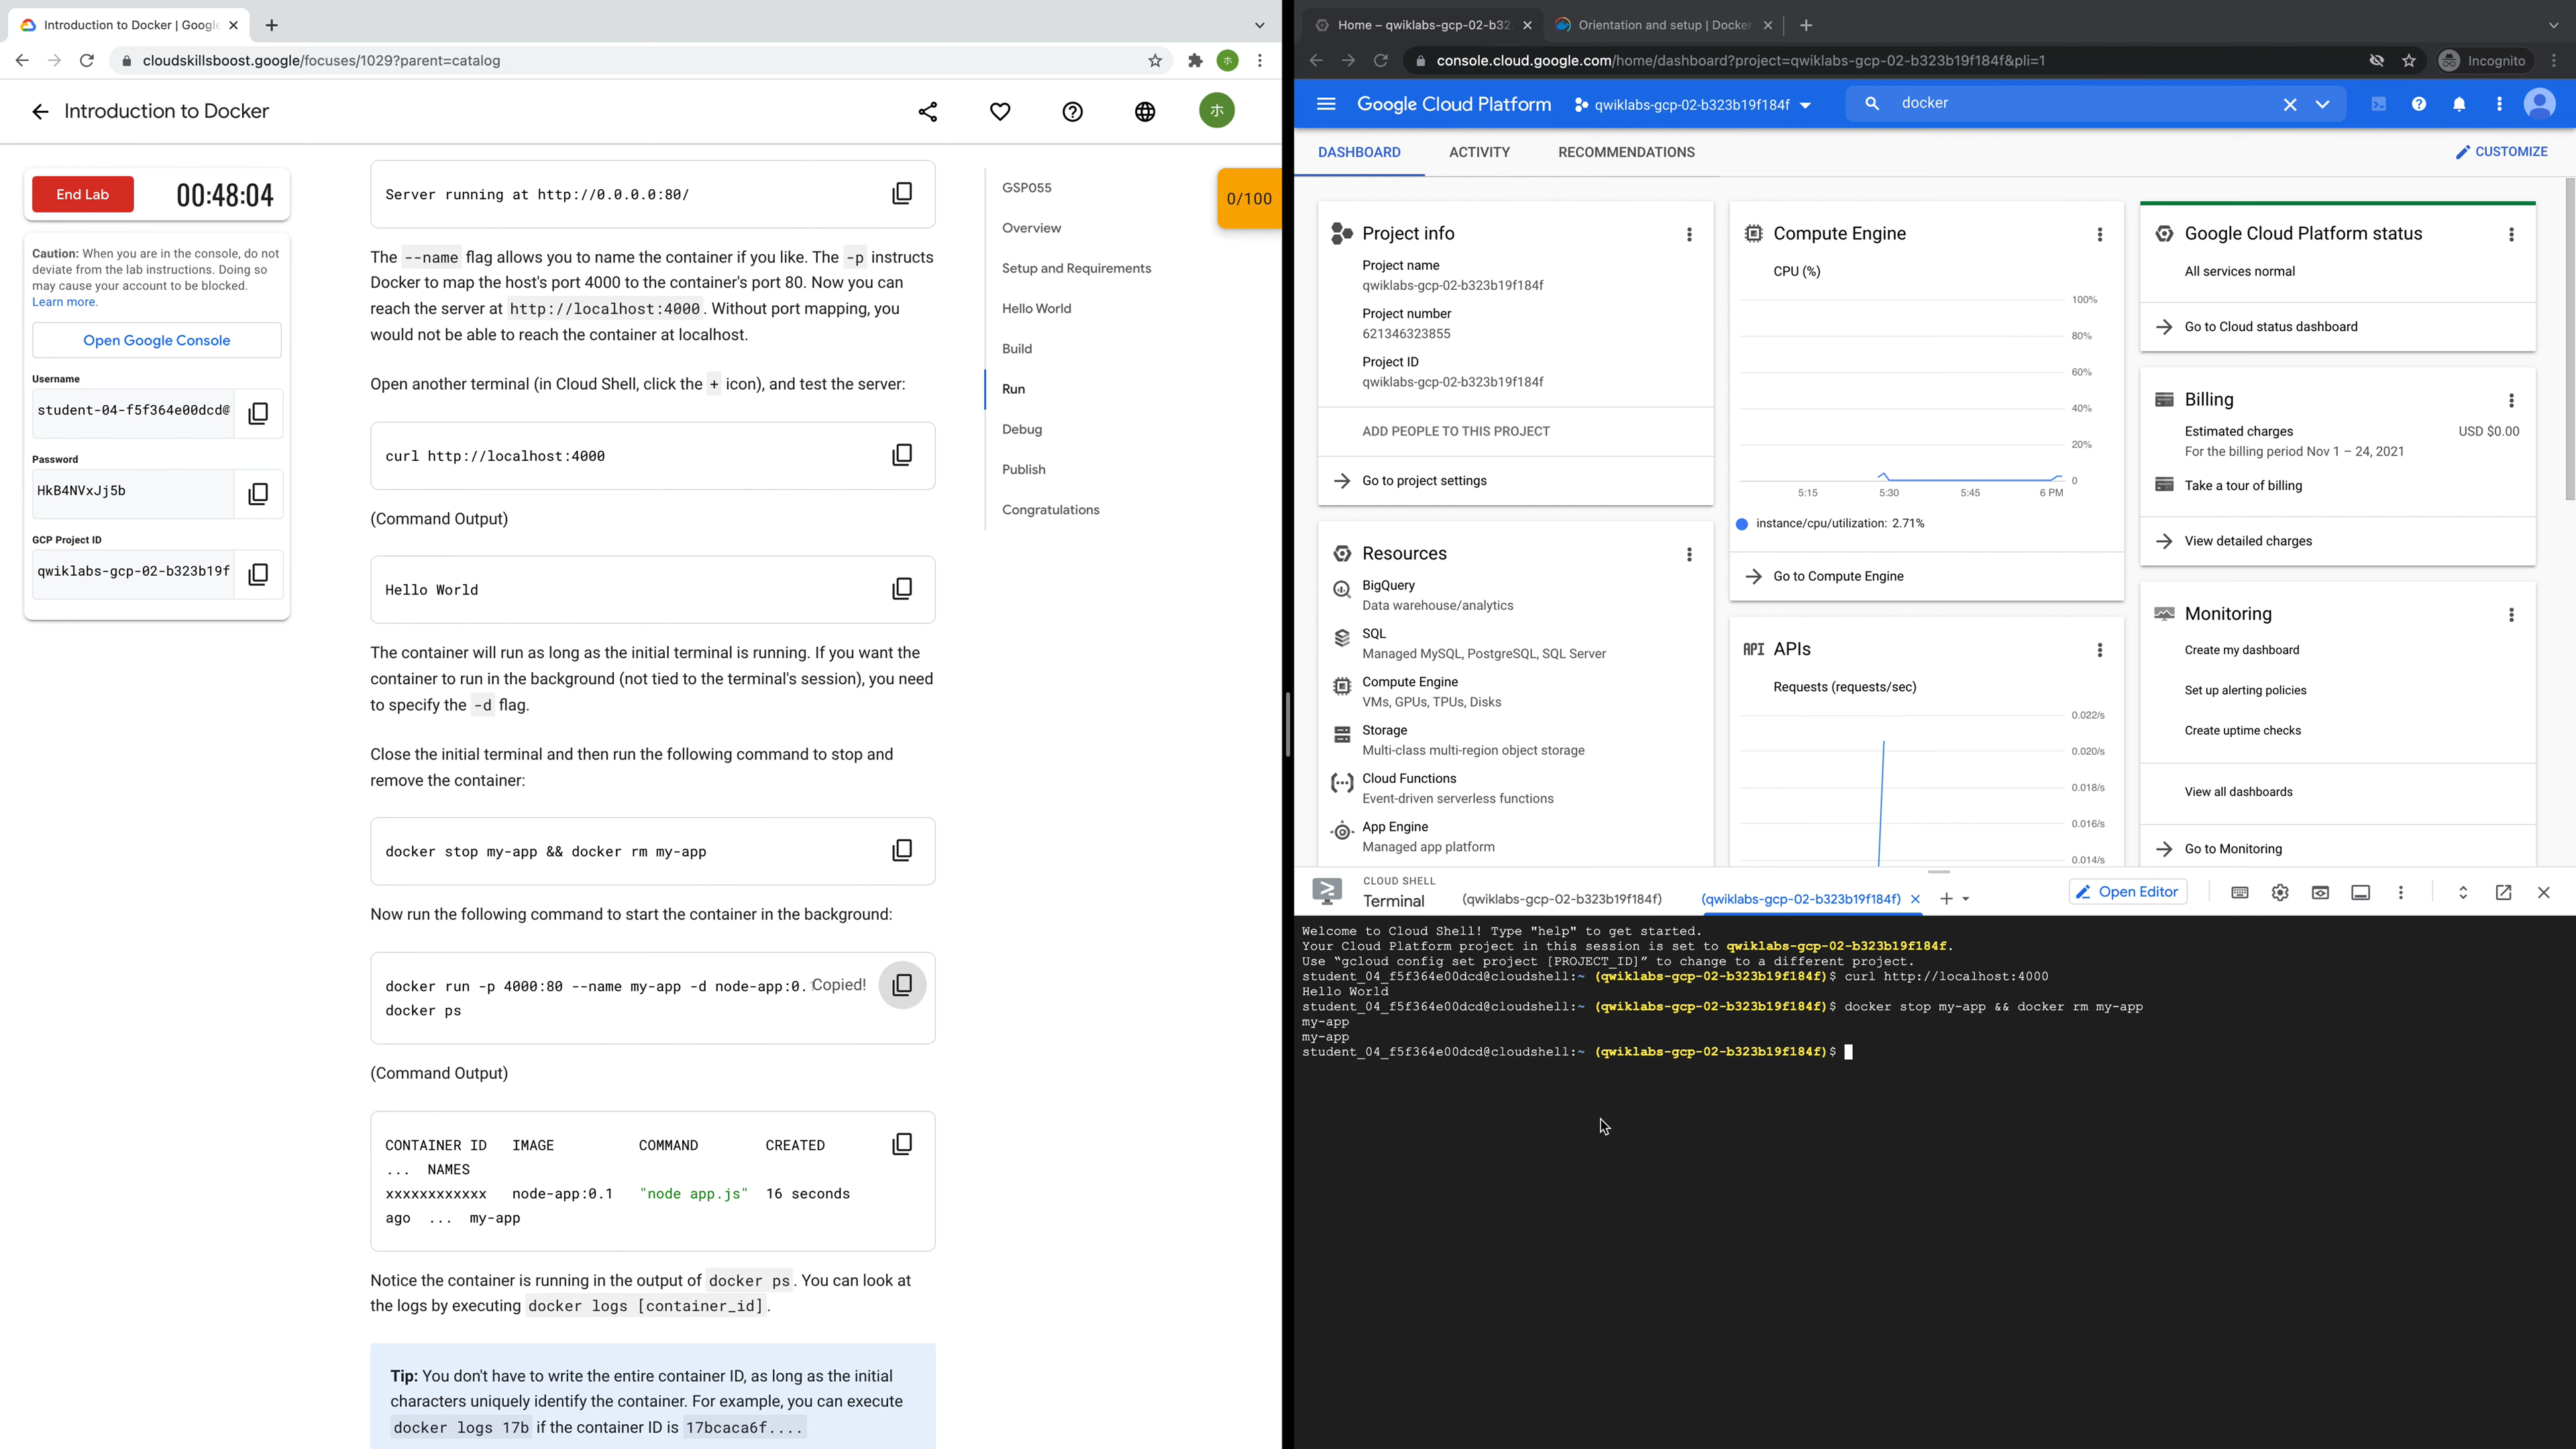 Introduction to Docker | Google
cloudskillsboost.google/focuses/1029?parent=catalog
Introduction to Docker
ホ
End Lab
00:48:04
Caution: When you are in the console, do not
deviate from the lab instructions. Doing so
may cause your account to be blocked.
Learn more.
Open Google Console
Username
student-04-f5f364e00dcd@
Password
HkB4NVxJj5b
GCP Project ID
qwiklabs-gcp-02-b323b19f
Server running at http://0.0.0.0:80/
The --name flag allows you to name the container if you like. The -p instructs
Docker to map the host's port 4000 to the container's port 80. Now you can
reach the server at http://localhost:4000. Without port mapping, you
would not be able to reach the container at localhost.
Open another terminal (in Cloud Shell, click the + icon), and test the server:
curl http://localhost:4000
(Command Output)
Hello World
The container will run as long as the initial terminal is running. If you want the
container to run in the background (not tied to the terminal's session), you need
to specify the -d flag.
Close the initial terminal and then run the following command to stop and
remove the container:
docker stop my-app && docker rm my-app
Now run the following command to start the container in the background:
docker run -p 4000:80 --name my-app -d node-app:0. Copied!
docker ps
(Command Output)
CONTAINER ID IMAGE COMMAND CREATED
... NAMES
xxxxxxxxxxxx node-app:0.1 "node app.js" 16 seconds
ago ... my-app
Notice the container is running in the output of docker ps. You can look at
the logs by executing docker logs [container_id].
Tip: You don't have to write the entire container ID, as long as the initial
characters uniquely identify the container. For example, you can execute
docker logs 17b if the container ID is 17bcaca6f....
GSP055
Overview
Setup and Requirements
Hello World
Build
Run
Debug
Publish
Congratulations
0/100
Home – qwiklabs-gcp-02-b32
Orientation and setup | Docker
console.cloud.google.com/home/dashboard?project=qwiklabs-gcp-02-b323b19f184f&pli=1
Incognito
Google Cloud Platform
qwiklabs-gcp-02-b323b19f184f
docker
DASHBOARD
ACTIVITY
RECOMMENDATIONS
CUSTOMIZE
Project info
Project name
qwiklabs-gcp-02-b323b19f184f
Project number
621346323855
Project ID
qwiklabs-gcp-02-b323b19f184f
ADD PEOPLE TO THIS PROJECT
Go to project settings
Resources
BigQuery
Data warehouse/analytics
SQL
Managed MySQL, PostgreSQL, SQL Server
Compute Engine
VMs, GPUs, TPUs, Disks
Storage
Multi-class multi-region object storage
Cloud Functions
Event-driven serverless functions
App Engine
Managed app platform
Compute Engine
CPU (%)
100%
80%
60%
40%
20%
0
5:15 5:30 5:45 6 PM
instance/cpu/utilization: 2.71%
Go to Compute Engine
API APIs
Requests (requests/sec)
0.022/s
0.020/s
0.018/s
0.016/s
0.014/s
Google Cloud Platform status
All services normal
Go to Cloud status dashboard
Billing
Estimated charges USD $0.00
For the billing period Nov 1 – 24, 2021
Take a tour of billing
View detailed charges
Monitoring
Create my dashboard
Set up alerting policies
Create uptime checks
View all dashboards
Go to Monitoring
CLOUD SHELL
Terminal
(qwiklabs-gcp-02-b323b19f184f)
(qwiklabs-gcp-02-b323b19f184f)
Open Editor
Welcome to Cloud Shell! Type "help" to get started.
Your Cloud Platform project in this session is set to qwiklabs-gcp-02-b323b19f184f.
Use “gcloud config set project [PROJECT_ID]” to change to a different project.
student_04_f5f364e00dcd@cloudshell:~ (qwiklabs-gcp-02-b323b19f184f)$ curl http://localhost:4000
Hello World
student_04_f5f364e00dcd@cloudshell:~ (qwiklabs-gcp-02-b323b19f184f)$ docker stop my-app && docker rm my-app
my-app
my-app
student_04_f5f364e00dcd@cloudshell:~ (qwiklabs-gcp-02-b323b19f184f)$